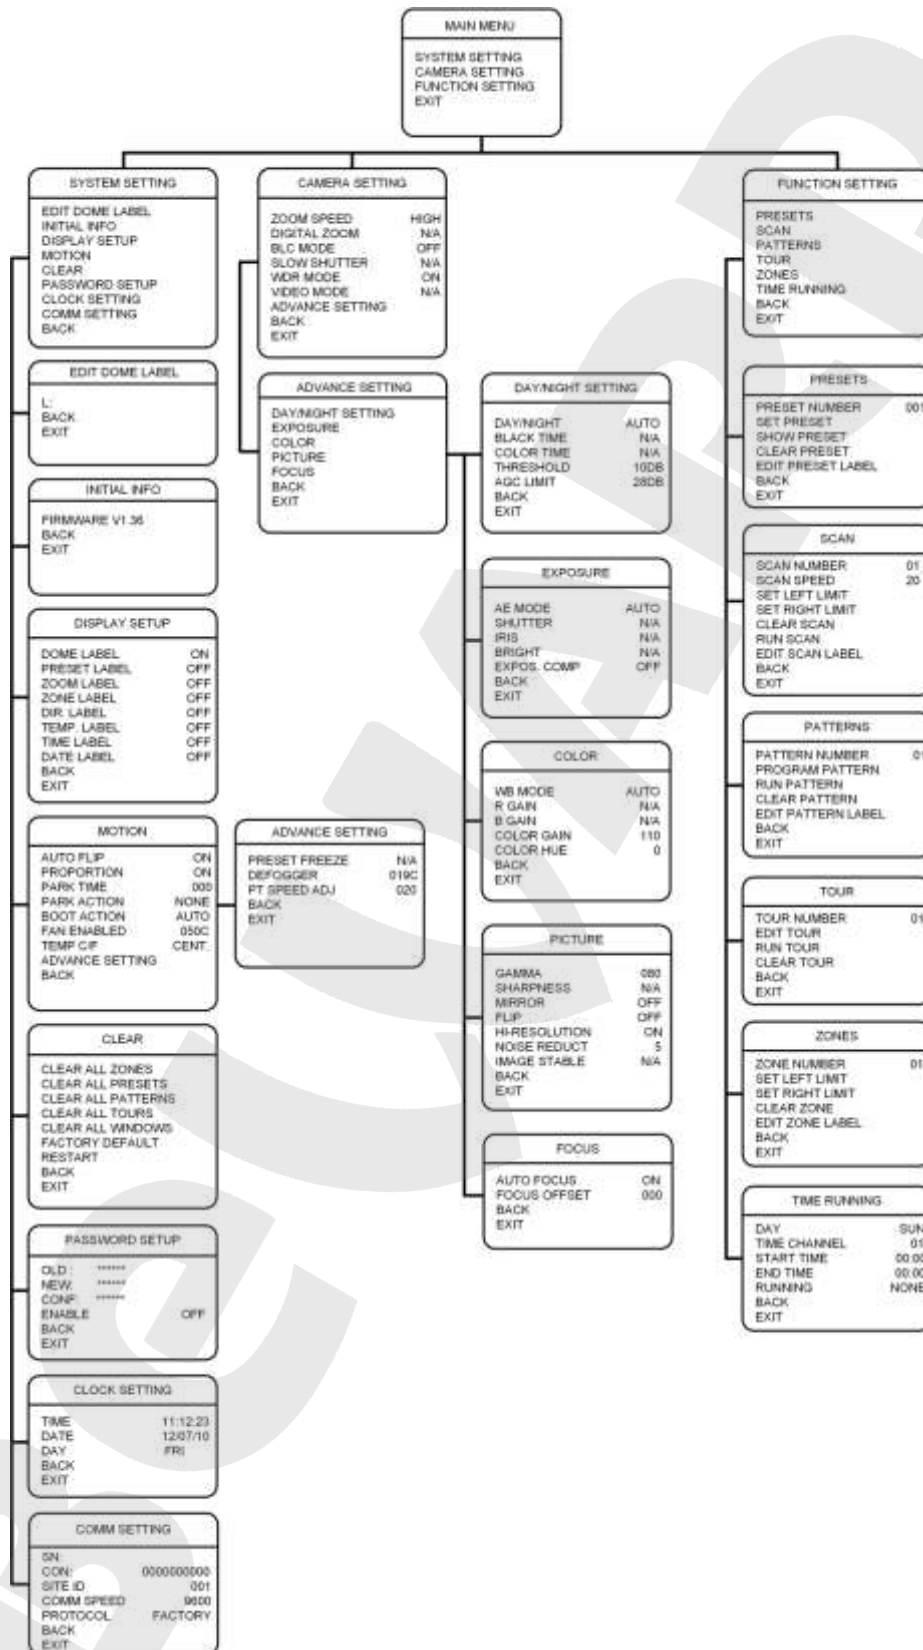 MAIN MENU
SYSTEM SETTING
CAMERA SETTING
FUNCTION SETTING
EXIT
SYSTEM SETTING
EDIT DOME LABEL
INITIAL INFO
DISPLAY SETUP
MOTION
CLEAR
PASSWORD SETUP
CLOCK SETTING
COMM SETTING
BACK
EDIT DOME LABEL
L:
BACK
EXIT
INITIAL INFO
FIRMWARE V1.36
BACK
EXIT
DISPLAY SETUP
DOME LABEL ON
PRESET LABEL OFF
ZOOM LABEL OFF
ZONE LABEL OFF
DIR. LABEL OFF
TEMP. LABEL OFF
TIME LABEL OFF
DATE LABEL OFF
BACK
EXIT
MOTION
AUTO FLIP ON
PROPORTION ON
PARK TIME 000
PARK ACTION NONE
BOOT ACTION AUTO
FAN ENABLED 050C
TEMP C/F CENT.
ADVANCE SETTING
BACK
ADVANCE SETTING
PRESET FREEZE N/A
DEFOGGER 019C
PT SPEED ADJ 020
BACK
EXIT
CLEAR
CLEAR ALL ZONES
CLEAR ALL PRESETS
CLEAR ALL PATTERNS
CLEAR ALL TOURS
CLEAR ALL WINDOWS
FACTORY DEFAULT
RESTART
BACK
EXIT
PASSWORD SETUP
OLD : ******
NEW: ******
CONF: ******
ENABLE OFF
BACK
EXIT
CLOCK SETTING
TIME 11:12:23
DATE 12/07/10
DAY FRI
BACK
EXIT
COMM SETTING
SN:
CON: 0000000000
SITE ID 001
COMM SPEED 9600
PROTOCOL FACTORY
BACK
EXIT
CAMERA SETTING
ZOOM SPEED HIGH
DIGITAL ZOOM N/A
BLC MODE OFF
SLOW SHUTTER N/A
WDR MODE ON
VIDEO MODE N/A
ADVANCE SETTING
BACK
EXIT
ADVANCE SETTING
DAY/NIGHT SETTING
EXPOSURE
COLOR
PICTURE
FOCUS
BACK
EXIT
DAY/NIGHT SETTING
DAY/NIGHT AUTO
BLACK TIME N/A
COLOR TIME N/A
THRESHOLD 10DB
AGC LIMIT 28DB
BACK
EXIT
EXPOSURE
AE MODE AUTO
SHUTTER N/A
IRIS N/A
BRIGHT N/A
EXPOS. COMP OFF
BACK
EXIT
COLOR
WB MODE AUTO
R GAIN N/A
B GAIN N/A
COLOR GAIN 110
COLOR HUE 0
BACK
EXIT
PICTURE
GAMMA 080
SHARPNESS N/A
MIRROR OFF
FLIP OFF
HI-RESOLUTION ON
NOISE REDUCT 5
IMAGE STABLE N/A
BACK
EXIT
FOCUS
AUTO FOCUS ON
FOCUS OFFSET 000
BACK
EXIT
FUNCTION SETTING
PRESETS
SCAN
PATTERNS
TOUR
ZONES
TIME RUNNING
BACK
EXIT
PRESETS
PRESET NUMBER 001
SET PRESET
SHOW PRESET
CLEAR PRESET
EDIT PRESET LABEL
BACK
EXIT
SCAN
SCAN NUMBER 01
SCAN SPEED 20
SET LEFT LIMIT
SET RIGHT LIMIT
CLEAR SCAN
RUN SCAN
EDIT SCAN LABEL
BACK
EXIT
PATTERNS
PATTERN NUMBER 01
PROGRAM PATTERN
RUN PATTERN
CLEAR PATTERN
EDIT PATTERN LABEL
BACK
EXIT
TOUR
TOUR NUMBER 01
EDIT TOUR
RUN TOUR
CLEAR TOUR
BACK
EXIT
ZONES
ZONE NUMBER 01
SET LEFT LIMIT
SET RIGHT LIMIT
CLEAR ZONE
EDIT ZONE LABEL
BACK
EXIT
TIME RUNNING
DAY SUN
TIME CHANNEL 01
START TIME 00:00
END TIME 00:00
RUNNING NONE
BACK
EXIT